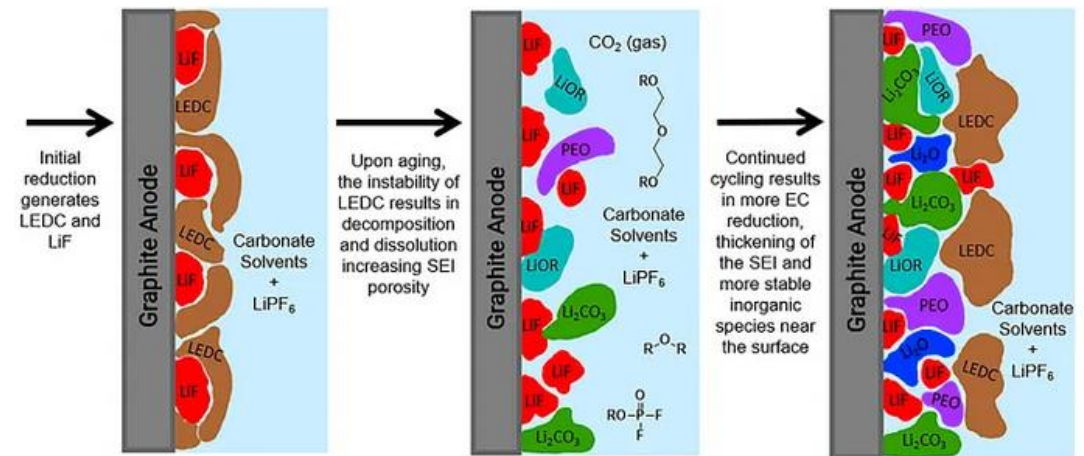 Initial
reduction
generates
LEDC and
LiF
Graphite Anode
LiF
LEDC
LiF
LEDC
LiF
LEDC
LiF
Carbonate
Solvents
+
LiPF₆
Upon aging,
the instability of
LEDC results in
decomposition
and dissolution
increasing SEI
porosity
Graphite Anode
LiF
CO₂ (gas)
LiOR
RO
O
RO
LiF
PEO
LiF
LiF
LiOR
Carbonate
Solvents
+
LiPF₆
Li₂CO₃
LiF
R O R
LiF
LiF
O
RO-P-F
F
Li₂CO₃
Continued
cycling results
in more EC
reduction,
thickening of
the SEI and
more stable
inorganic
species near
the surface
Graphite Anode
PEO
LiF
Li₂CO₃
LiOR
LEDC
LiF
Li₂O
LiF
LiF
Li₂CO₃
LiF
LEDC
LiOR
PEO
Carbonate
Solvents
+
LiPF₆
LiF
Li₂O
LiF
LEDC
LiF
PEO
Li₂CO₃